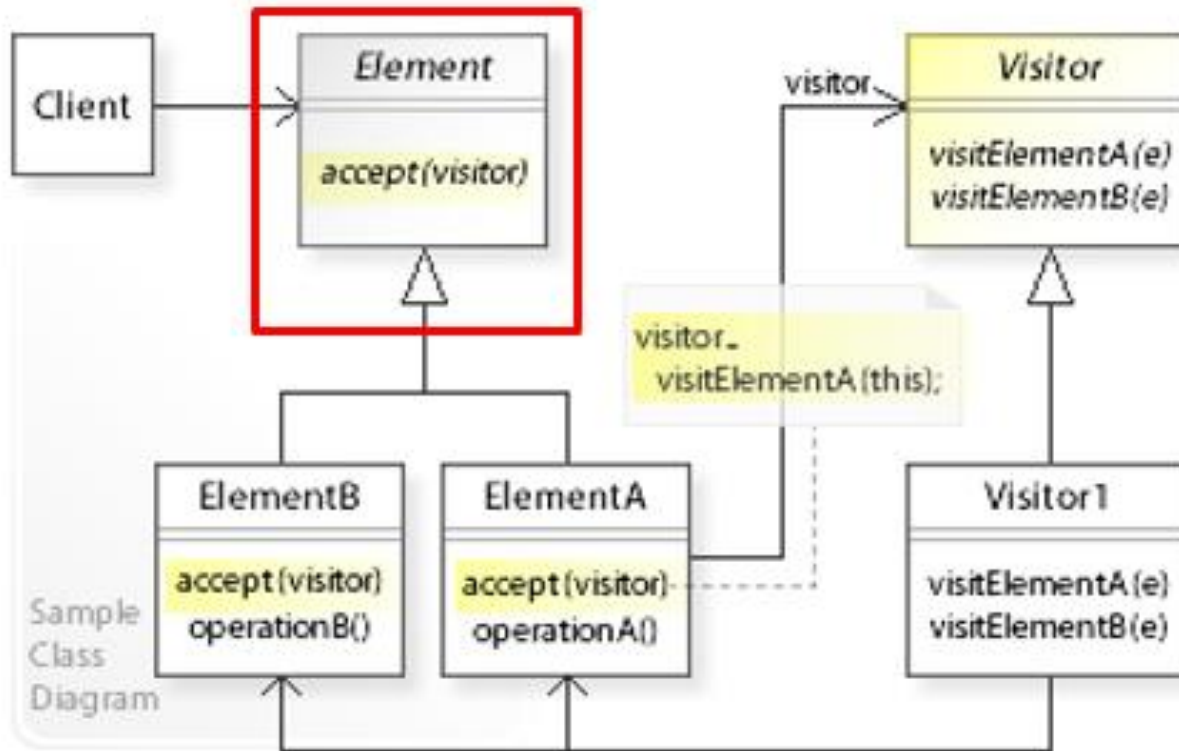 Client
Element
accept(visitor)
visitor
Visitor
visitElementA(e)
visitElementB(e)
visitor.
visitElementA(this);
ElementB
accept(visitor)
operationB()
ElementA
accept(visitor)
operationA()
Visitor1
visitElementA(e)
visitElementB(e)
Sample
Class
Diagram